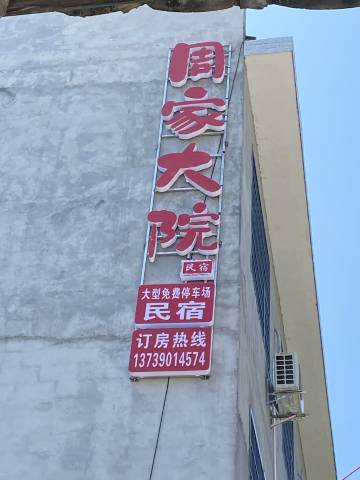 周家大院
民宿
大型免费停车场
民宿
订房热线
13739014574